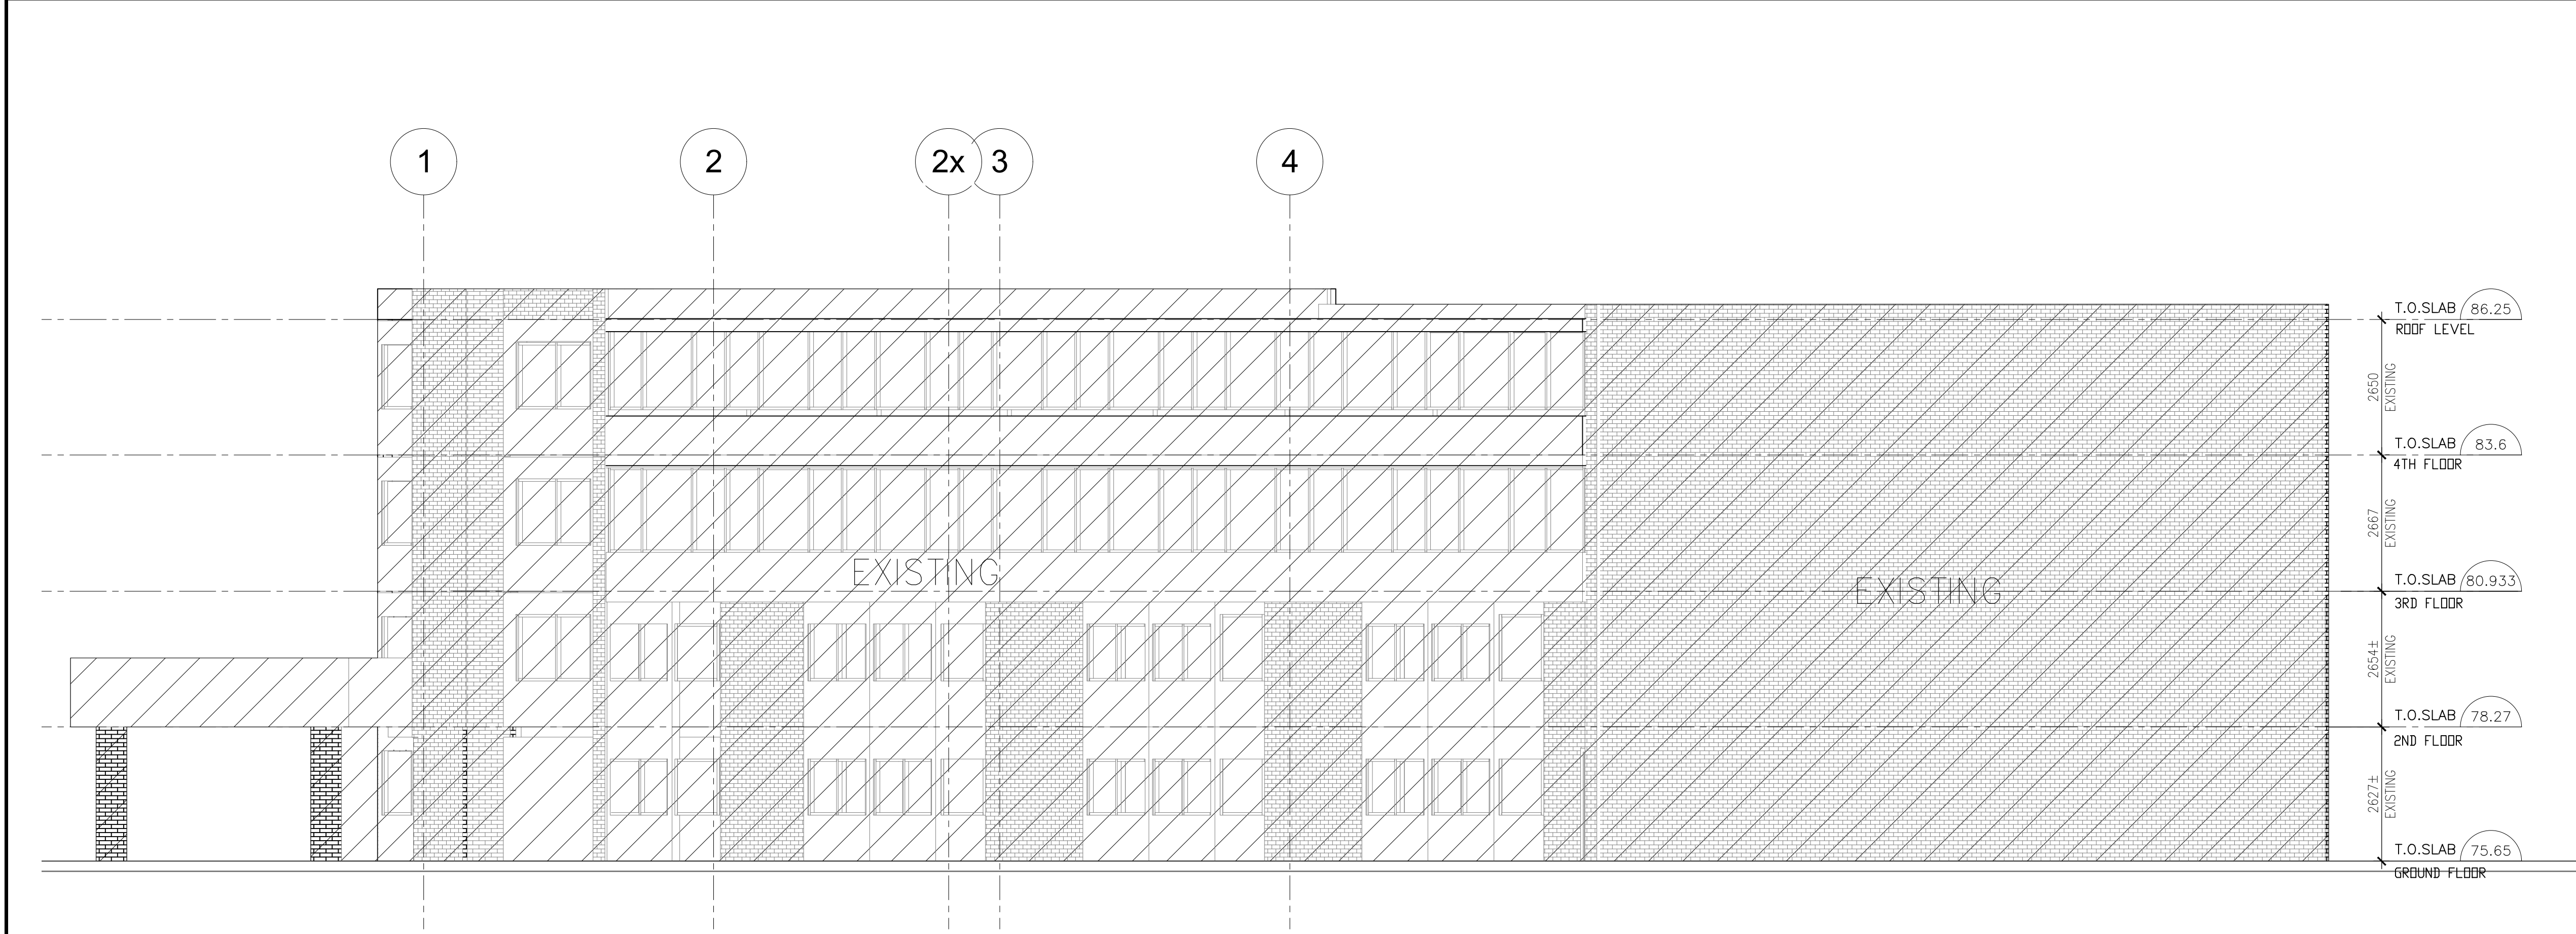 1
2
2x
3
4
T.O.SLAB 86.25
ROOF LEVEL
2650
EXISTING
T.O.SLAB 83.6
4TH FLOOR
2667
EXISTING
EXISTING
EXISTING
T.O.SLAB 80.933
3RD FLOOR
2654±
EXISTING
T.O.SLAB 78.27
2ND FLOOR
2627±
EXISTING
T.O.SLAB 75.65
GROUND FLOOR